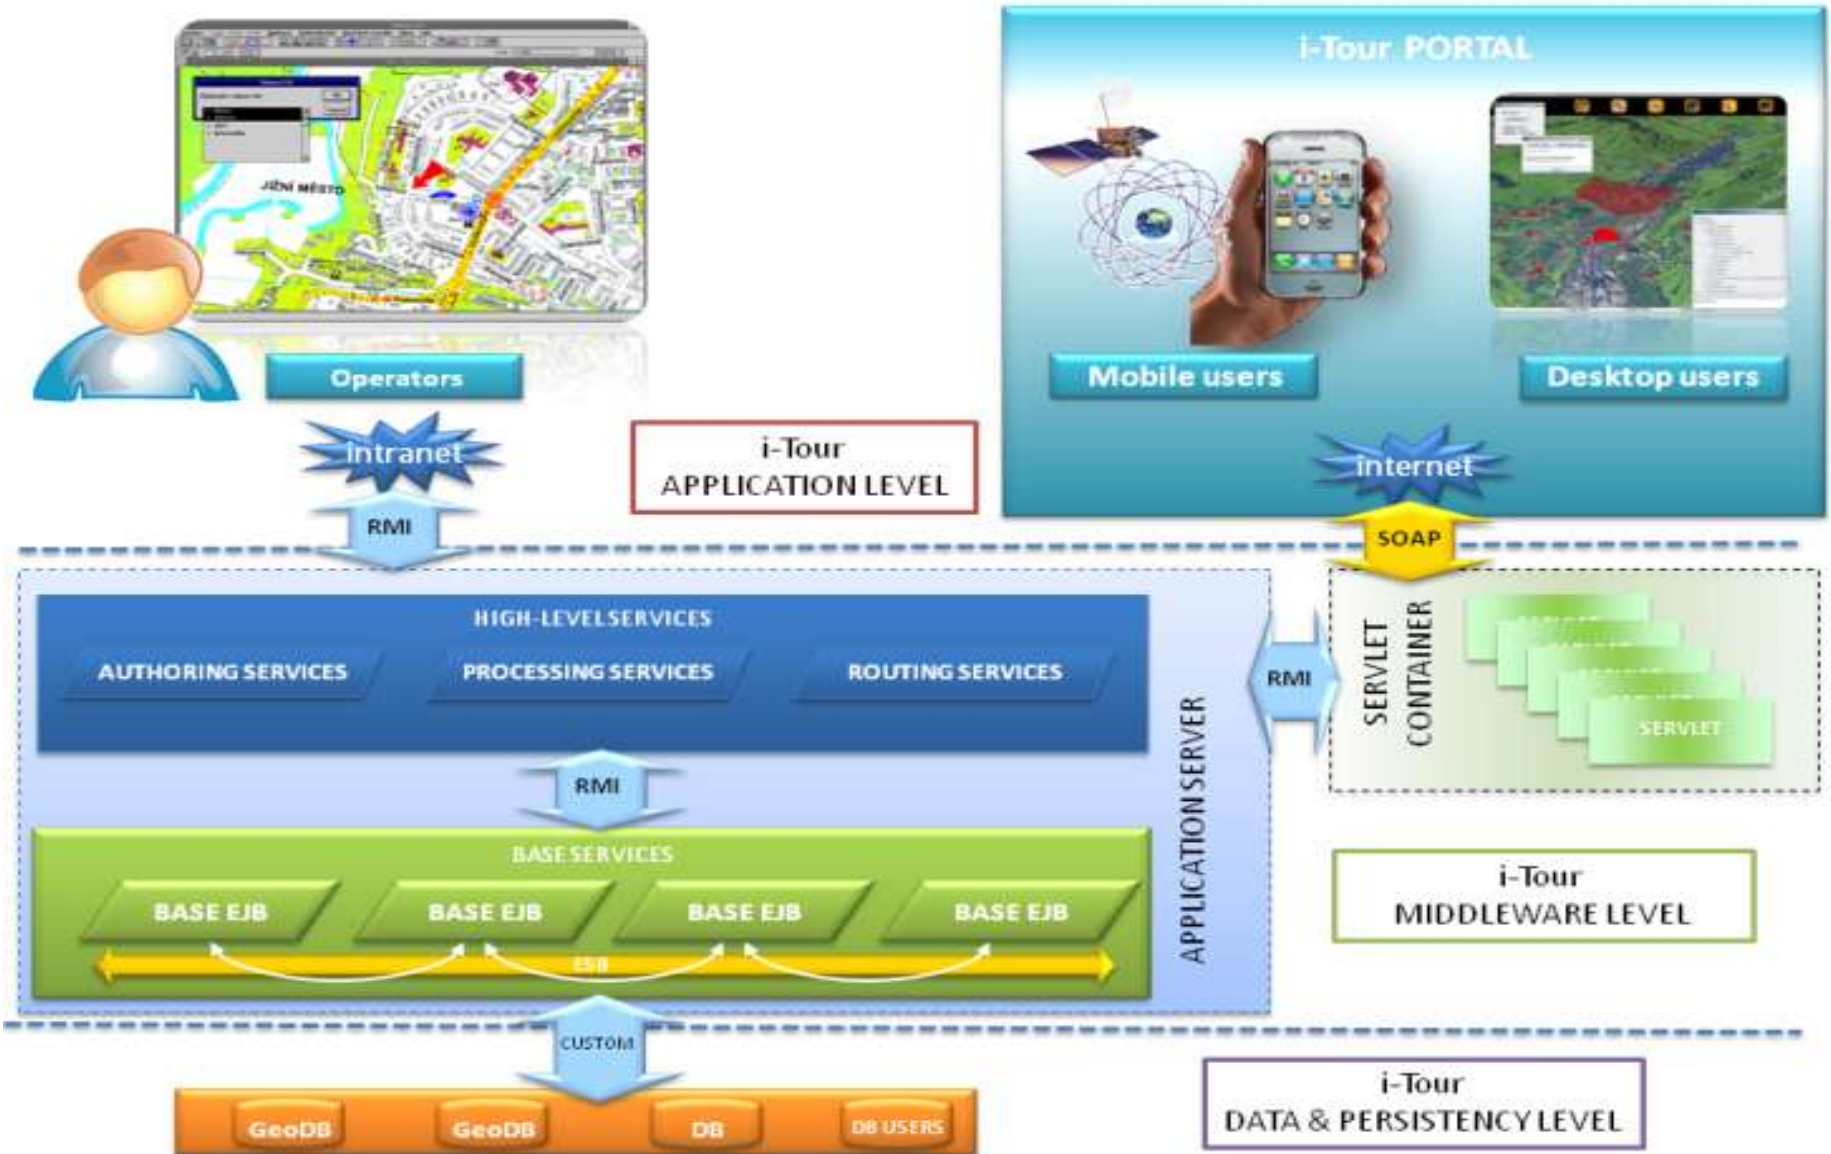 i-Tour PORTAL
JIŽNÍ MĚSTO
Operators
Mobile users
Desktop users
intranet
internet
i-Tour
APPLICATION LEVEL
RMI
SOAP
HIGH-LEVEL SERVICES
AUTHORING SERVICES
PROCESSING SERVICES
ROUTING SERVICES
RMI
BASE SERVICES
BASE EJB
BASE EJB
BASE EJB
BASE EJB
ESB
APPLICATION SERVER
RMI
SERVLET
CONTAINER
SERVLET
i-Tour
MIDDLEWARE LEVEL
CUSTOM
GeoDB
GeoDB
DB
DB USERS
i-Tour
DATA & PERSISTENCY LEVEL